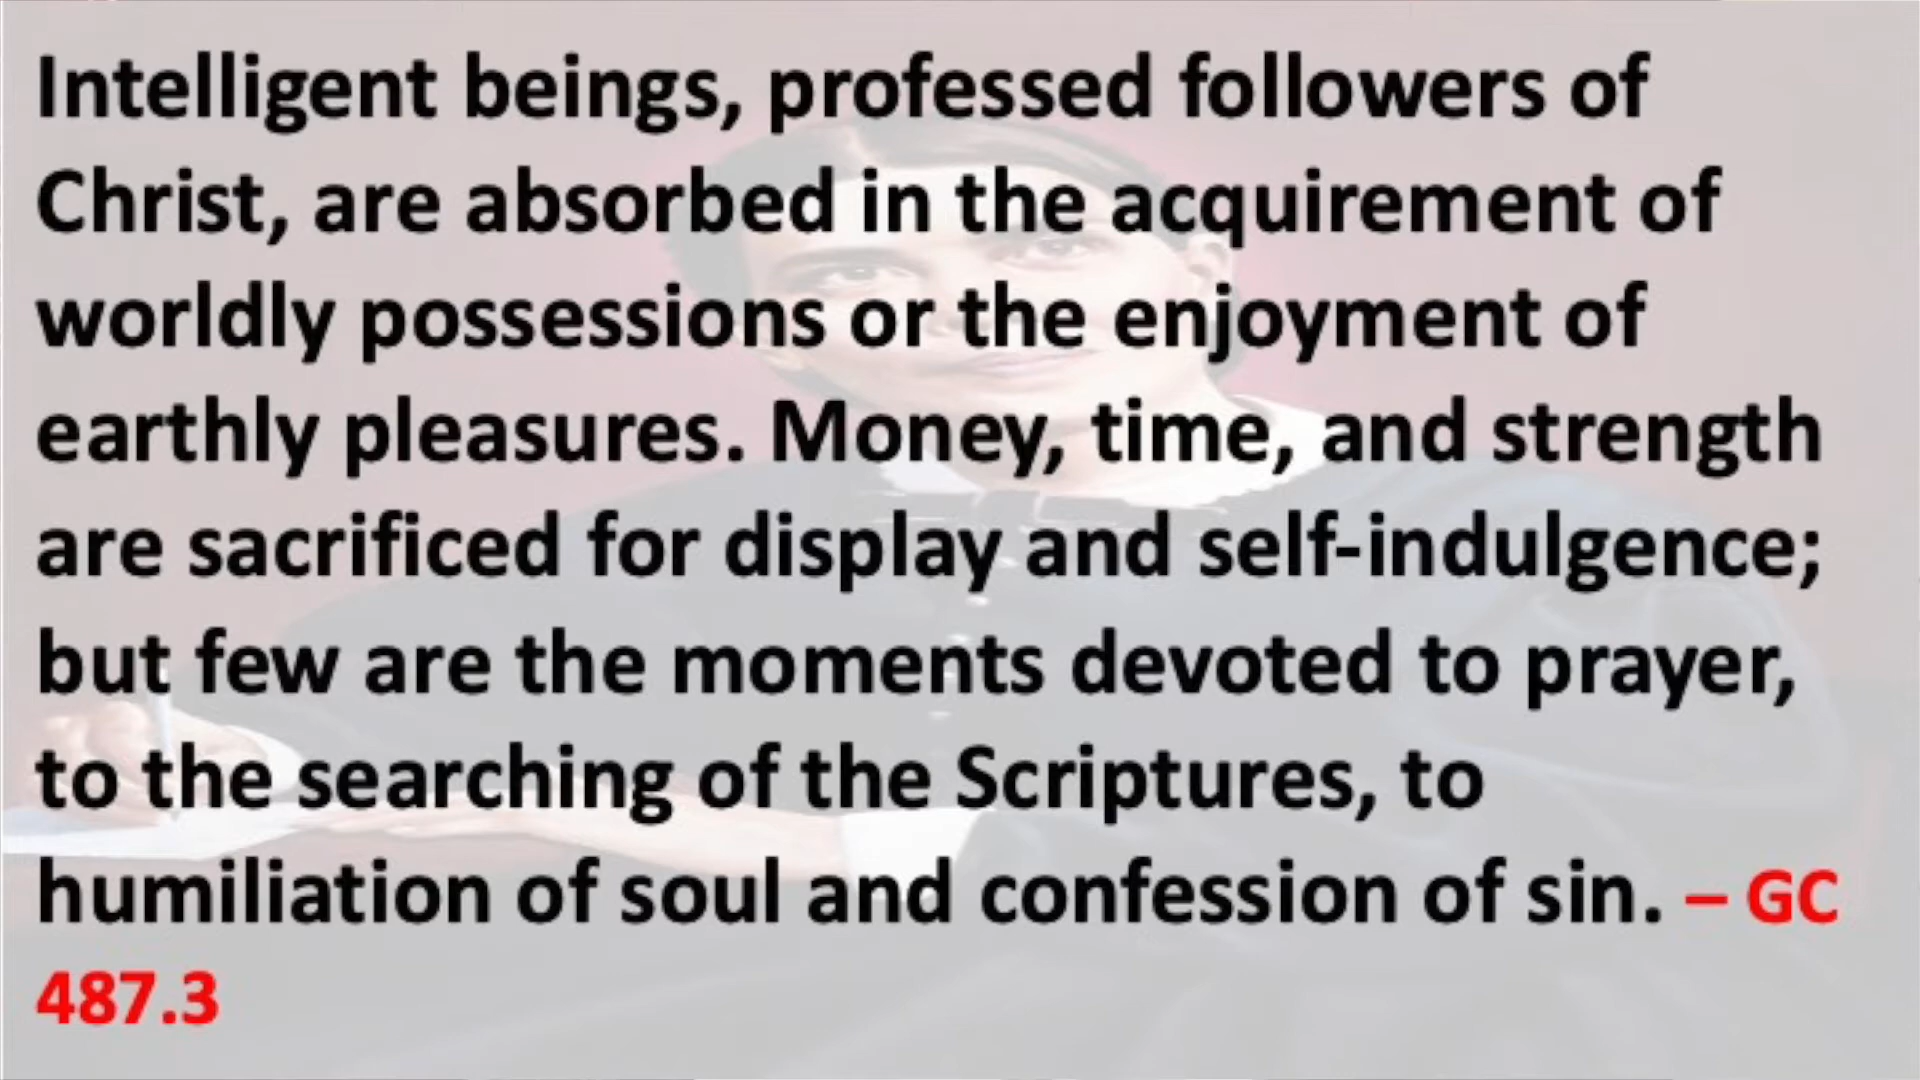 Intelligent beings, professed followers of
Christ, are absorbed in the acquirement of
worldly possessions or the enjoyment of
earthly pleasures. Money, time, and strength
are sacrificed for display and self-indulgence;
but few are the moments devoted to prayer,
to the searching of the Scriptures, to
humiliation of soul and confession of sin. – GC
487.3